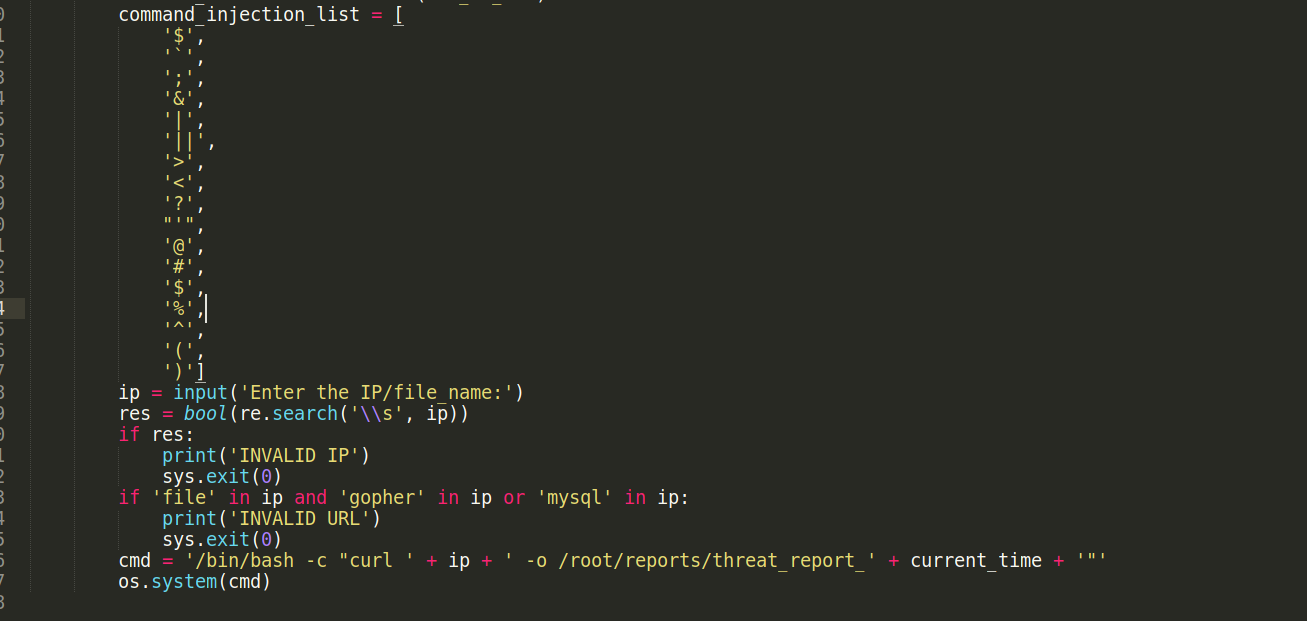 command_injection_list = [
'$',
'`',
';',
'&',
'|',
'||',
'>',
'<',
'?',
"'",
'@',
'#',
'$',
'%',
'^',
'(',
')']
ip = input('Enter the IP/file_name:')
res = bool(re.search('\\s', ip))
if res:
print('INVALID IP')
sys.exit(0)
if 'file' in ip and 'gopher' in ip or 'mysql' in ip:
print('INVALID URL')
sys.exit(0)
cmd = '/bin/bash -c "curl ' + ip + ' -o /root/reports/threat_report_' + current_time + '"'
os.system(cmd)